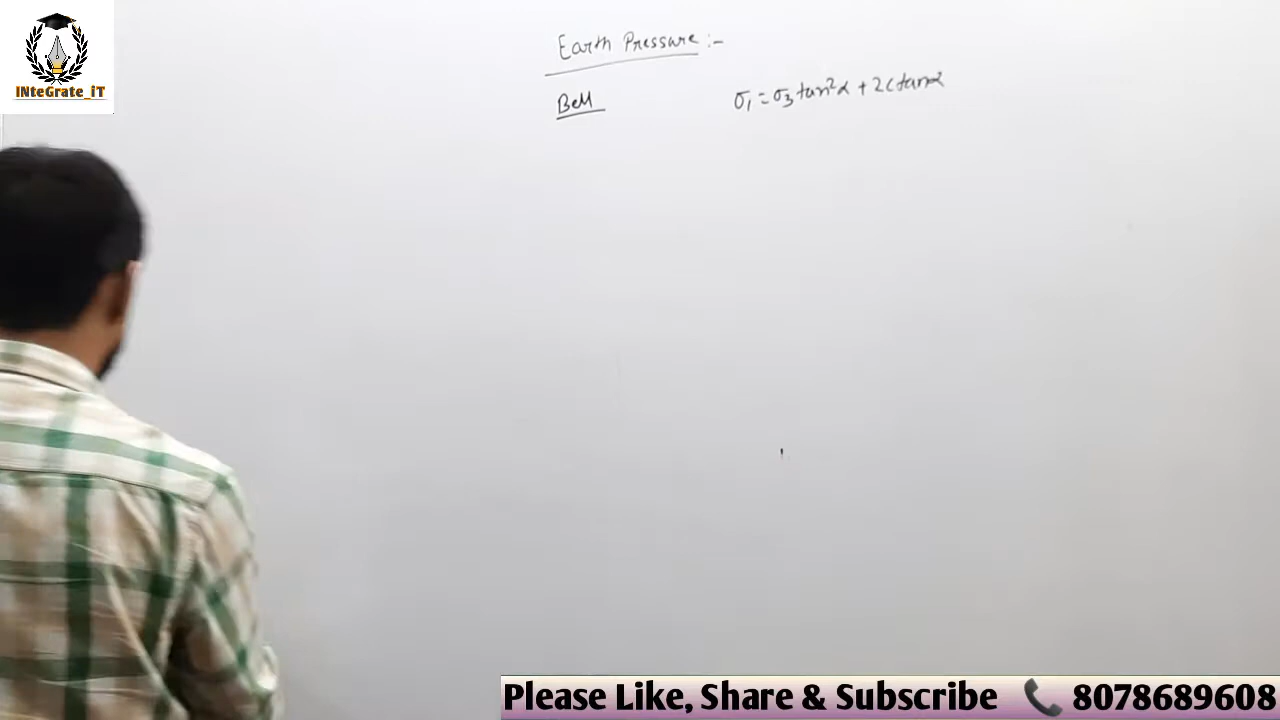 INteGrate_iT
Earth Pressure :-
Bell
σ₁ = σ₃ tan²α + 2c tanα
Please Like, Share & Subscribe 8078689608